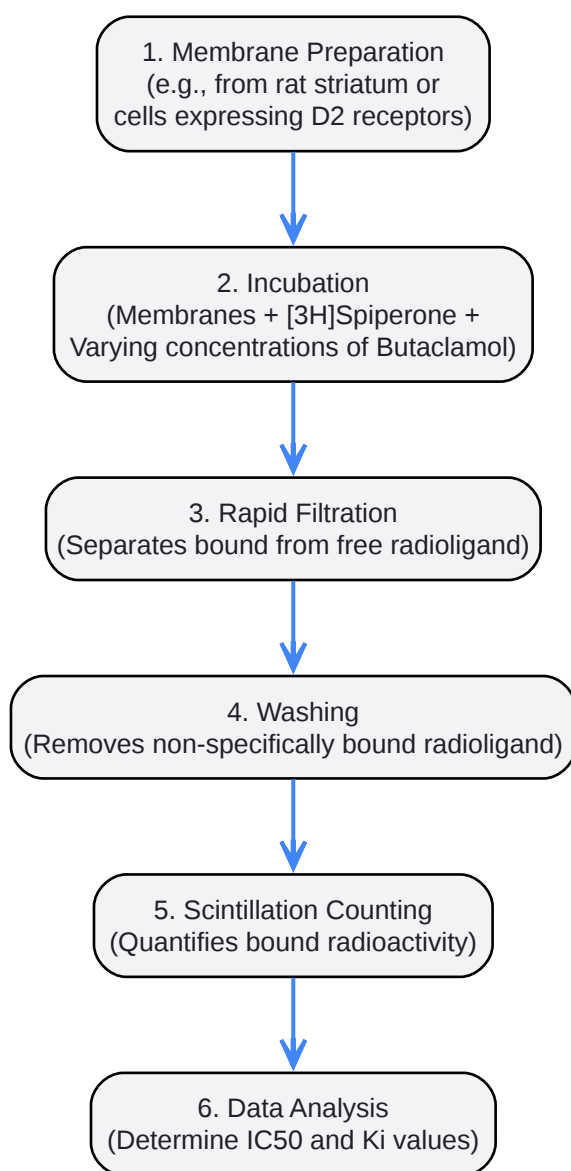 1. Membrane Preparation
(e.g., from rat striatum or
cells expressing D2 receptors)
2. Incubation
(Membranes + [3H]Spiperone +
Varying concentrations of Butaclamol)
3. Rapid Filtration
(Separates bound from free radioligand)
4. Washing
(Removes non-specifically bound radioligand)
5. Scintillation Counting
(Quantifies bound radioactivity)
6. Data Analysis
(Determine IC50 and Ki values)